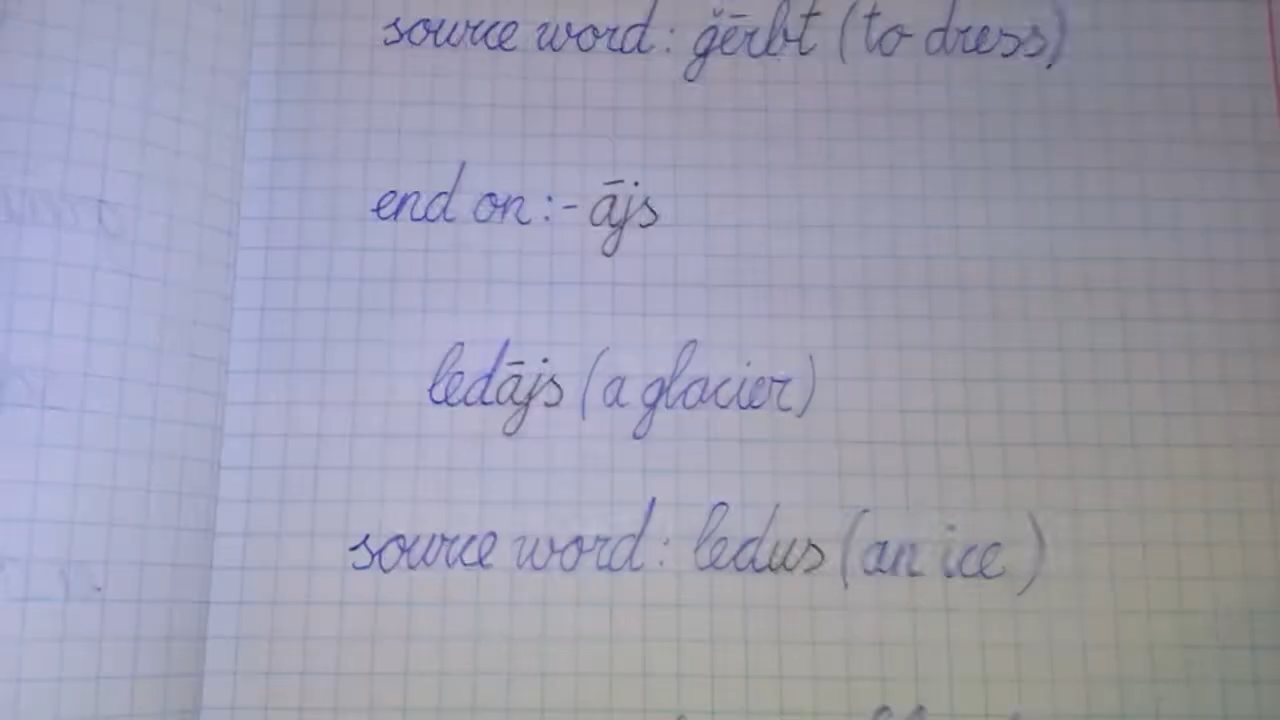 source word: ģērbt (to dress)
end on: - ājs
ledājs (a glacier)
source word: ledus (an ice)